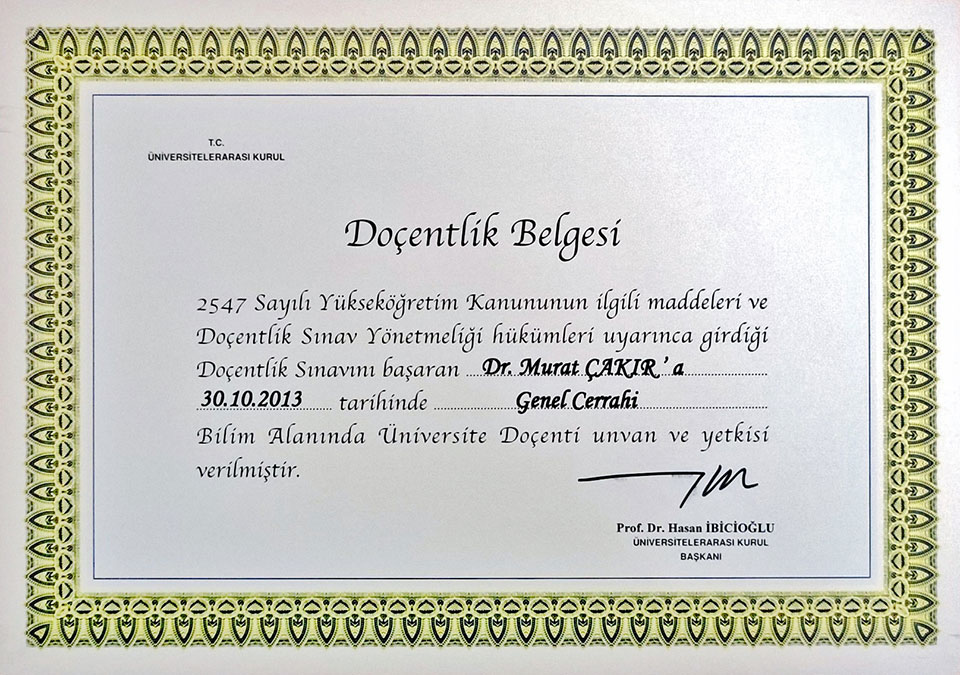 T.C.
ÜNİVERSİTELERARASI KURUL
Doçentlik Belgesi
2547 Sayılı Yükseköğretim Kanununun ilgili maddeleri ve
Doçentlik Sınav Yönetmeliği hükümleri uyarınca girdiği
Doçentlik Sınavını başaran ....Dr. Murat ÇAKIR ' a....................
30.10.2013...... tarihinde ....................Genel Cerrahi................................
Bilim Alanında Üniversite Doçenti unvan ve yetkisi
verilmiştir.
Prof. Dr. Hasan İBİCİOĞLU
ÜNİVERSİTELERARASI KURUL
BAŞKANI